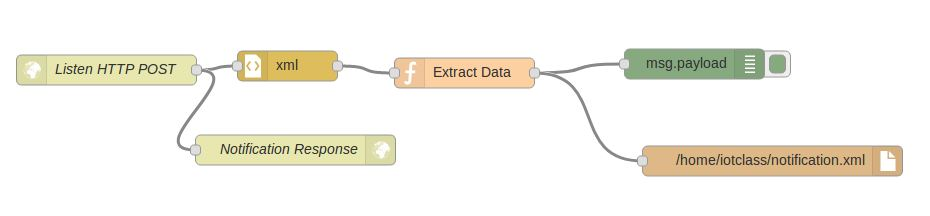 Listen HTTP POST
xml
Extract Data
msg.payload
Notification Response
/home/iotclass/notification.xml